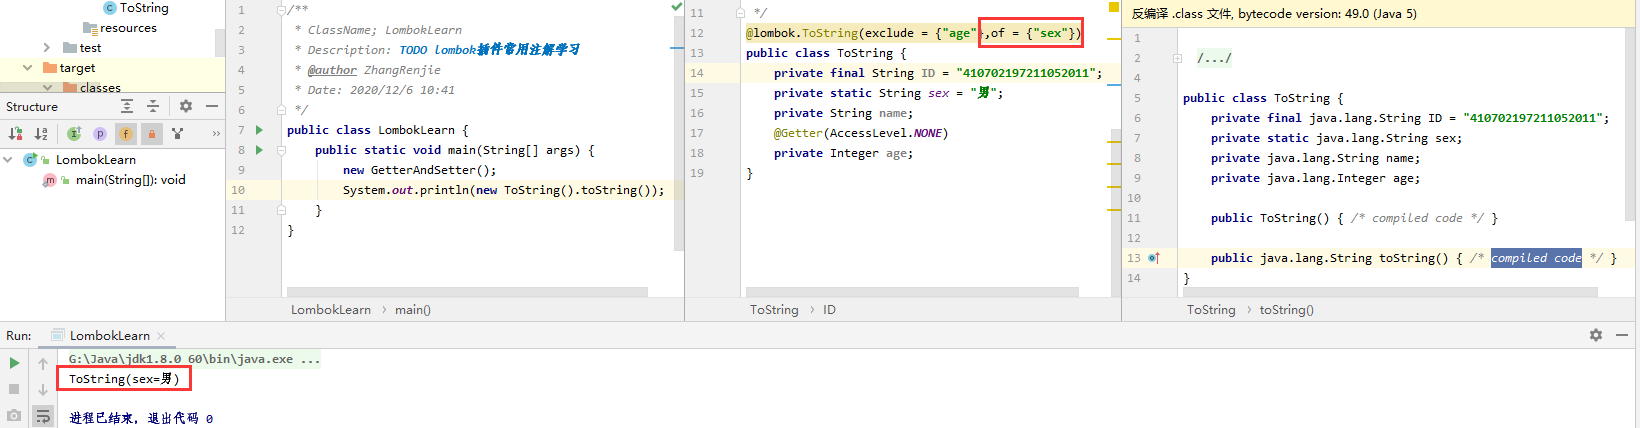 ToString
resources
test
target
classes
Structure
LombokLearn
main(String[]): void
1 /**
2 * ClassName; LombokLearn
3 * Description: TODO lombok插件常用注解学习
4 * @author ZhangRenjie
5 * Date: 2020/12/6 10:41
6 */
7 public class LombokLearn {
8 public static void main(String[] args) {
9 new GetterAndSetter();
10 System.out.println(new ToString().toString());
11 }
12 }
LombokLearn > main()
11 */
12 @lombok.ToString(exclude = {"age"},of = {"sex"})
13 public class ToString {
14 private final String ID = "410702197211052011";
15 private static String sex = "男";
16 private String name;
17 @Getter(AccessLevel.NONE)
18 private Integer age;
19 }
ToString > ID
反编译 .class 文件, bytecode version: 49.0 (Java 5)
1
2 /.../
4
5 public class ToString {
6 private final java.lang.String ID = "410702197211052011";
7 private static java.lang.String sex;
8 private java.lang.String name;
9 private java.lang.Integer age;
10
11 public ToString() { /* compiled code */ }
12
13 public java.lang.String toString() { /* compiled code */ }
14 }
ToString > toString()
Run: LombokLearn
G:\Java\jdk1.8.0_60\bin\java.exe ...
ToString(sex=男)
进程已结束，退出代码 0